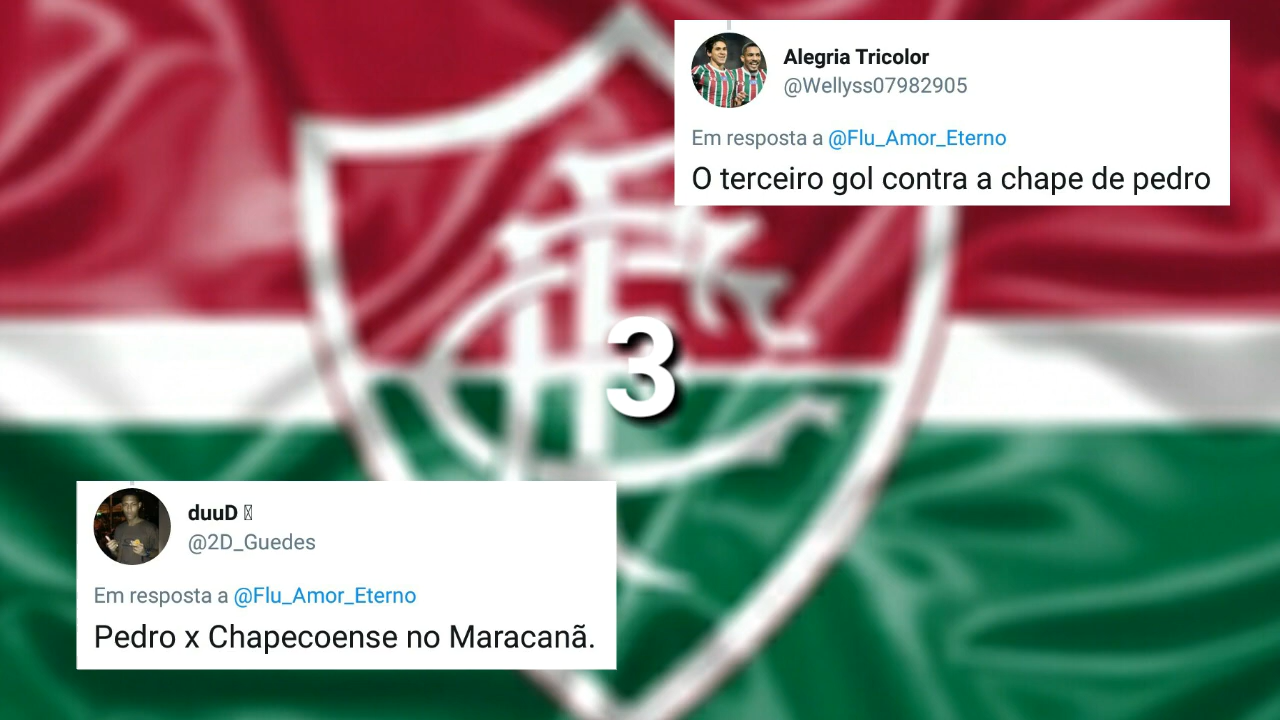 Alegria Tricolor
@Wellyss07982905
Em resposta a @Flu_Amor_Eterno
O terceiro gol contra a chape de pedro
3
duuD
@2D_Guedes
Em resposta a @Flu_Amor_Eterno
Pedro x Chapecoense no Maracanã.